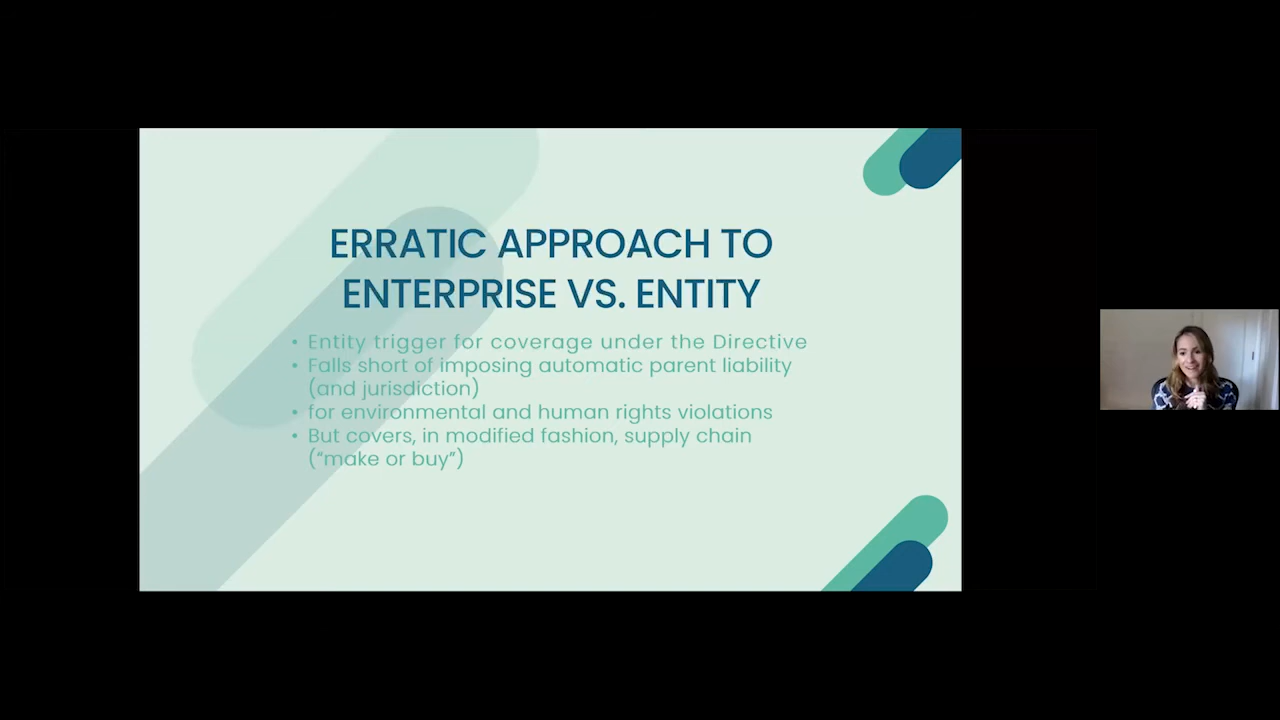 ERRATIC APPROACH TO
ENTERPRISE VS. ENTITY
• Entity trigger for coverage under the Directive
• Falls short of imposing automatic parent liability
(and jurisdiction)
• for environmental and human rights violations
• But covers, in modified fashion, supply chain
(“make or buy”)